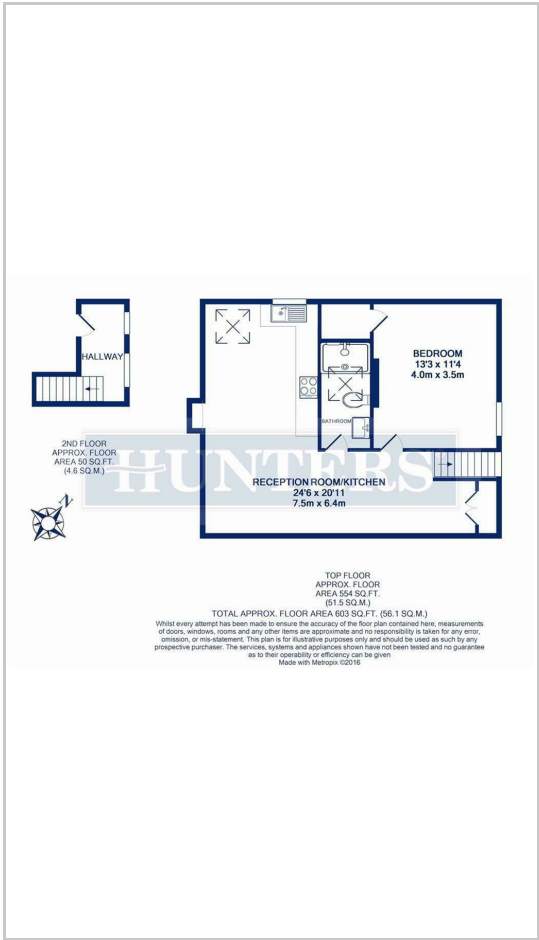 HALLWAY
2ND FLOOR
APPROX. FLOOR
AREA 50 SQ.FT.
(4.6 SQ.M.)
N
BEDROOM
13'3 x 11'4
4.0m x 3.5m
BATHROOM
HUNTERS
RECEPTION ROOM/KITCHEN
24'6 x 20'11
7.5m x 6.4m
TOP FLOOR
APPROX. FLOOR
AREA 554 SQ.FT.
(51.5 SQ.M.)
TOTAL APPROX. FLOOR AREA 603 SQ.FT. (56.1 SQ.M.)
Whilst every attempt has been made to ensure the accuracy of the floor plan contained here, measurements
of doors, windows, rooms and any other items are approximate and no responsibility is taken for any error,
omission, or mis-statement. This plan is for illustrative purposes only and should be used as such by any
prospective purchaser. The services, systems and appliances shown have not been tested and no guarantee
as to their operability or efficiency can be given
Made with Metropix ©2016